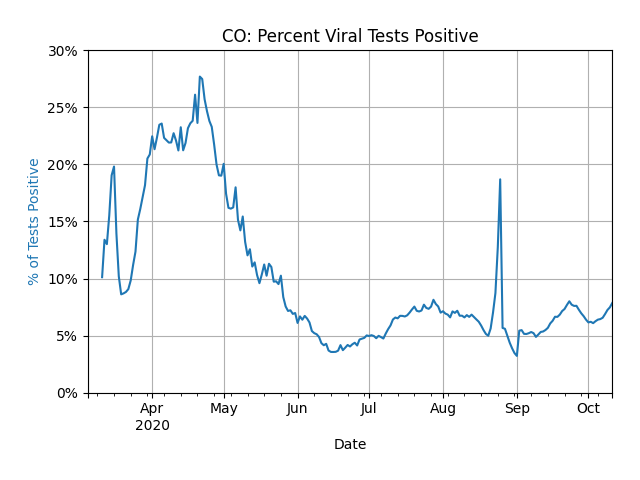 CO: Percent Viral Tests Positive
30%
25%
20%
15%
10%
5%
0%
% of Tests Positive
Apr May Jun Jul Aug Sep Oct
2020
Date